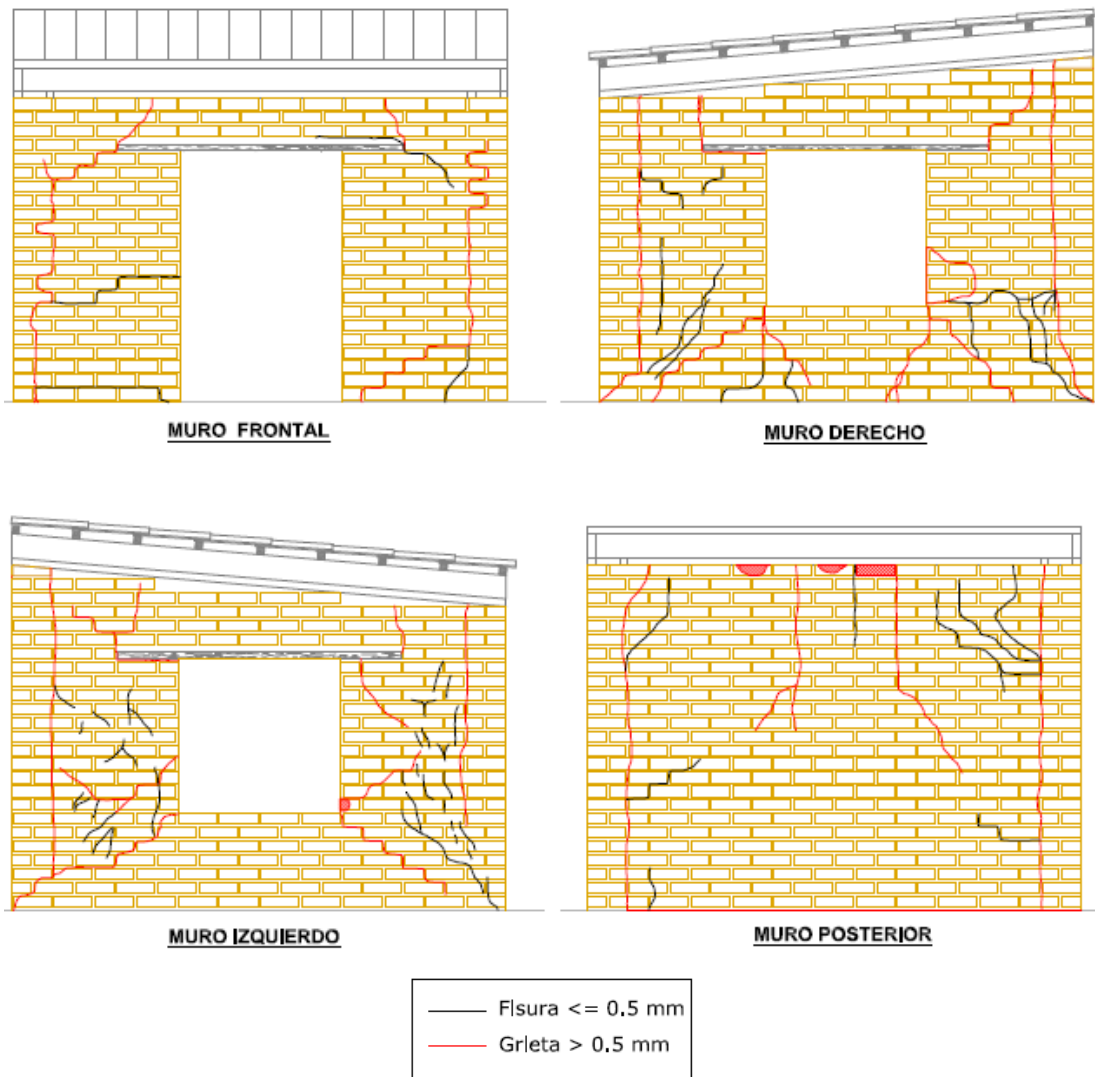 MURO FRONTAL
MURO DERECHO
MURO IZQUIERDO
MURO POSTERIOR
Fisura <= 0.5 mm
Grieta > 0.5 mm